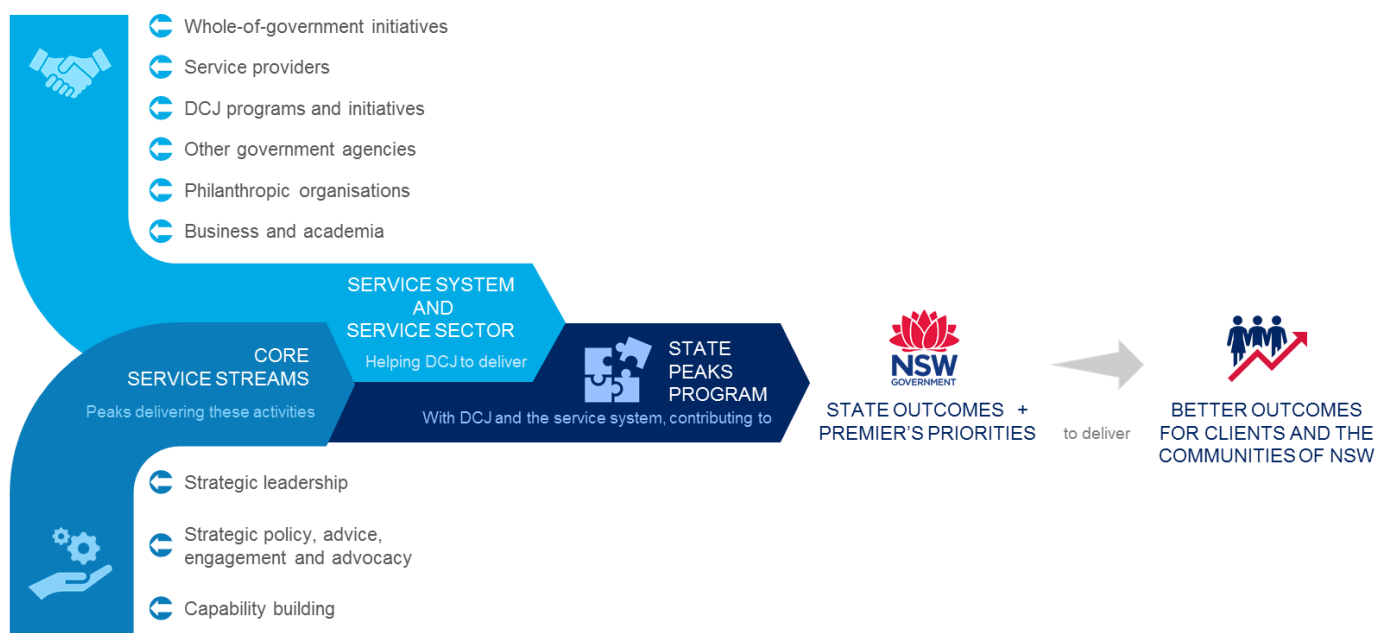 Whole-of-government initiatives
Service providers
DCJ programs and initiatives
Other government agencies
Philanthropic organisations
Business and academia
SERVICE SYSTEM
AND
SERVICE SECTOR
Helping DCJ to deliver
CORE
SERVICE STREAMS
Peaks delivering these activities
STATE
PEAKS
PROGRAM
With DCJ and the service system, contributing to
NSW
GOVERNMENT
STATE OUTCOMES +
PREMIER'S PRIORITIES
to deliver
BETTER OUTCOMES
FOR CLIENTS AND THE
COMMUNITIES OF NSW
Strategic leadership
Strategic policy, advice,
engagement and advocacy
Capability building